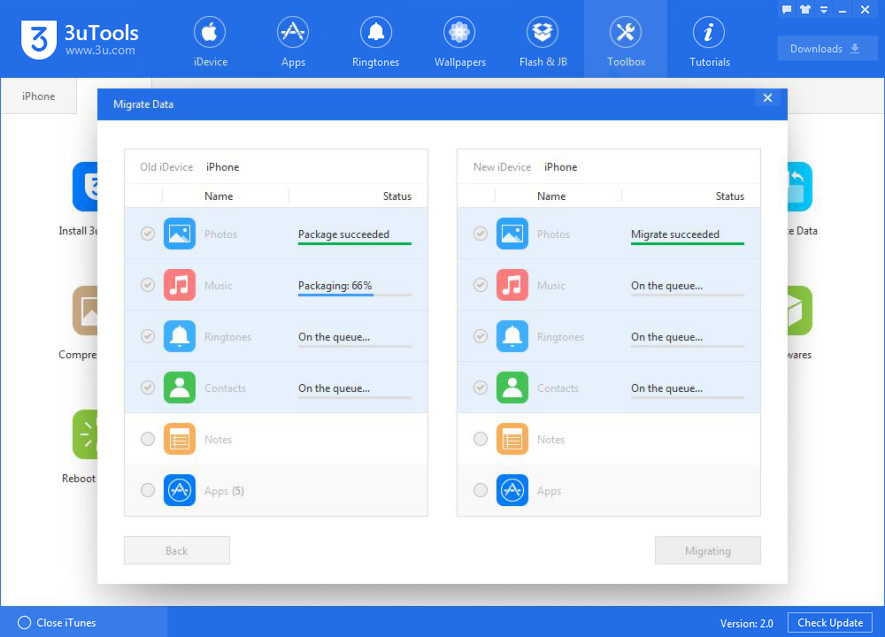 3 3uTools
www.3u.com
iDevice
Apps
Ringtones
Wallpapers
Flash & JB
Toolbox
Tutorials
Downloads
iPhone
Migrate Data
Install 3u
Compre
Reboot
e Data
wares
Old iDevice iPhone
Name Status
Photos Package succeeded
Music Packaging: 66%
Ringtones On the queue...
Contacts On the queue...
Notes
Apps (5)
New iDevice iPhone
Name Status
Photos Migrate succeeded
Music On the queue...
Ringtones On the queue...
Contacts On the queue...
Notes
Apps
Back
Migrating
Close iTunes
Version: 2.0
Check Update